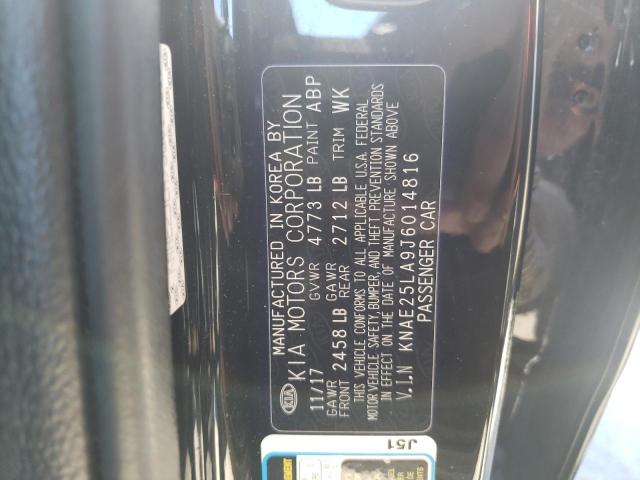 MANUFACTURED IN KOREA BY
KIA MOTORS CORPORATION
11/17 GVWR 4773 LB PAINT ABP
GAWR FRONT 2458 LB GAWR REAR 2712 LB TRIM WK
THIS VEHICLE CONFORMS TO ALL APPLICABLE U.S.A. FEDERAL
MOTOR VEHICLE SAFETY, BUMPER, AND THEFT PREVENTION STANDARDS
IN EFFECT ON THE DATE OF MANUFACTURE SHOWN ABOVE
V.I.N KNAE25LA9J6014816
PASSENGER CAR
KIA
J51